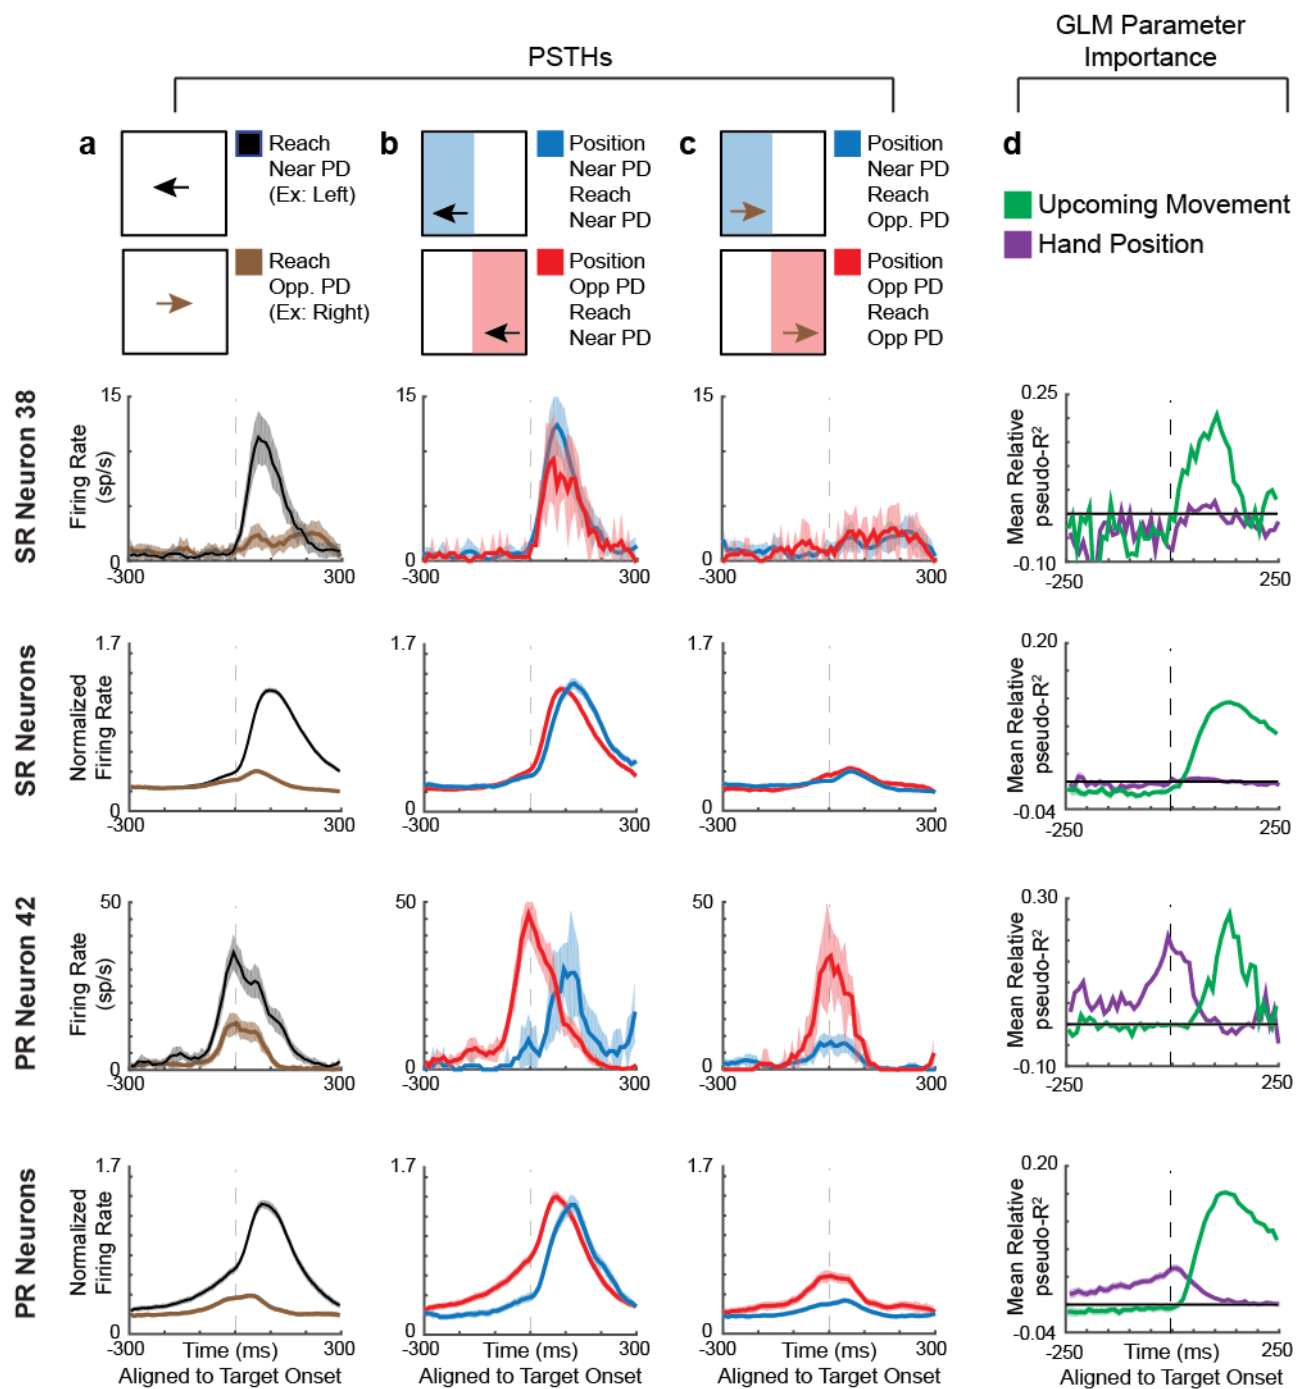 PSTHs
GLM Parameter
Importance
a
Reach
Near PD
(Ex: Left)
Reach
Opp. PD
(Ex: Right)
b
Position
Near PD
Reach
Near PD
Position
Opp PD
Reach
Near PD
c
Position
Near PD
Reach
Opp. PD
Position
Opp PD
Reach
Opp PD
d
Upcoming Movement
Hand Position
SR Neuron 38
Firing Rate
(sp/s)
15
0
-300
300
15
0
-300
300
15
0
-300
300
Mean Relative
pseudo-R²
0.25
-0.10
-250
250
SR Neurons
Normalized
Firing Rate
1.7
0
-300
300
1.7
0
-300
300
1.7
0
-300
300
Mean Relative
pseudo-R²
0.20
-0.04
-250
250
PR Neuron 42
Firing Rate
(sp/s)
50
0
-300
300
50
0
-300
300
50
0
-300
300
Mean Relative
pseudo-R²
0.30
-0.10
-250
250
PR Neurons
Normalized
Firing Rate
1.7
0
-300
300
Time (ms)
Aligned to Target Onset
1.7
0
-300
300
Time (ms)
Aligned to Target Onset
1.7
0
-300
300
Time (ms)
Aligned to Target Onset
Mean Relative
pseudo-R²
0.20
-0.04
-250
250
Time (ms)
Aligned to Target Onset